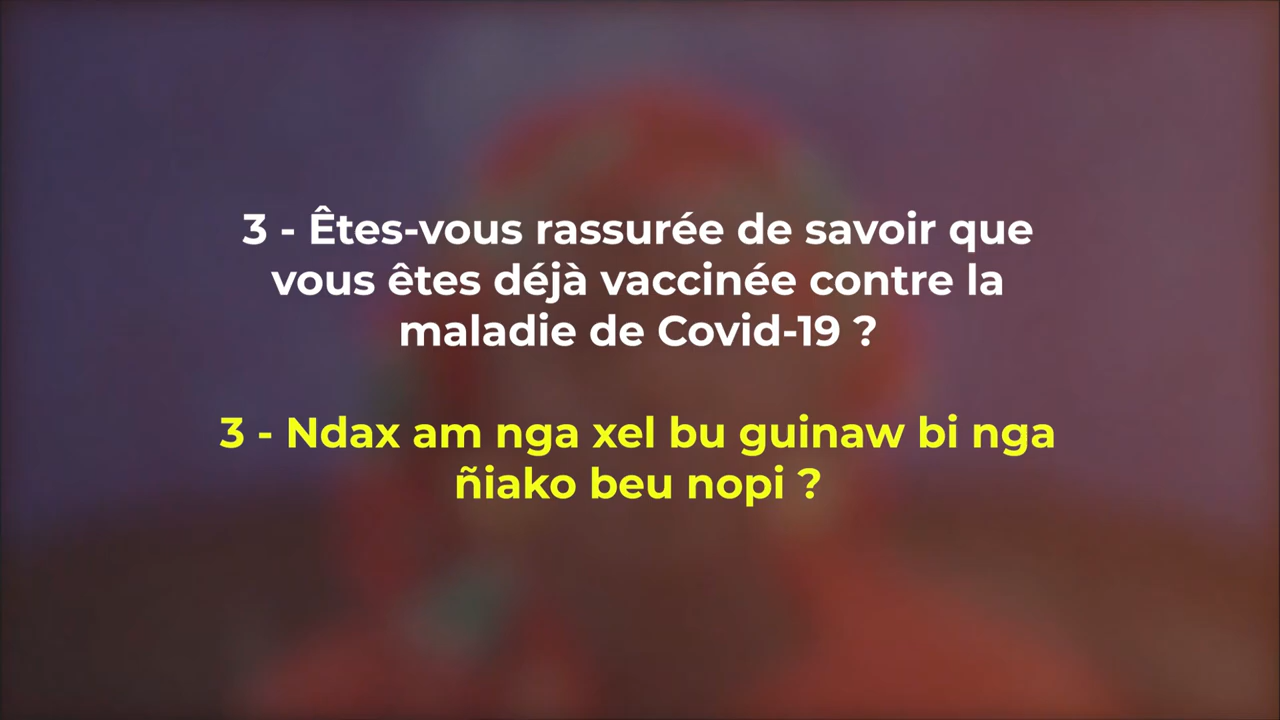 3 - Êtes-vous rassurée de savoir que
vous êtes déjà vaccinée contre la
maladie de Covid-19 ?
3 - Ndax am nga xel bu guinaw bi nga
ñiako beu nopi ?